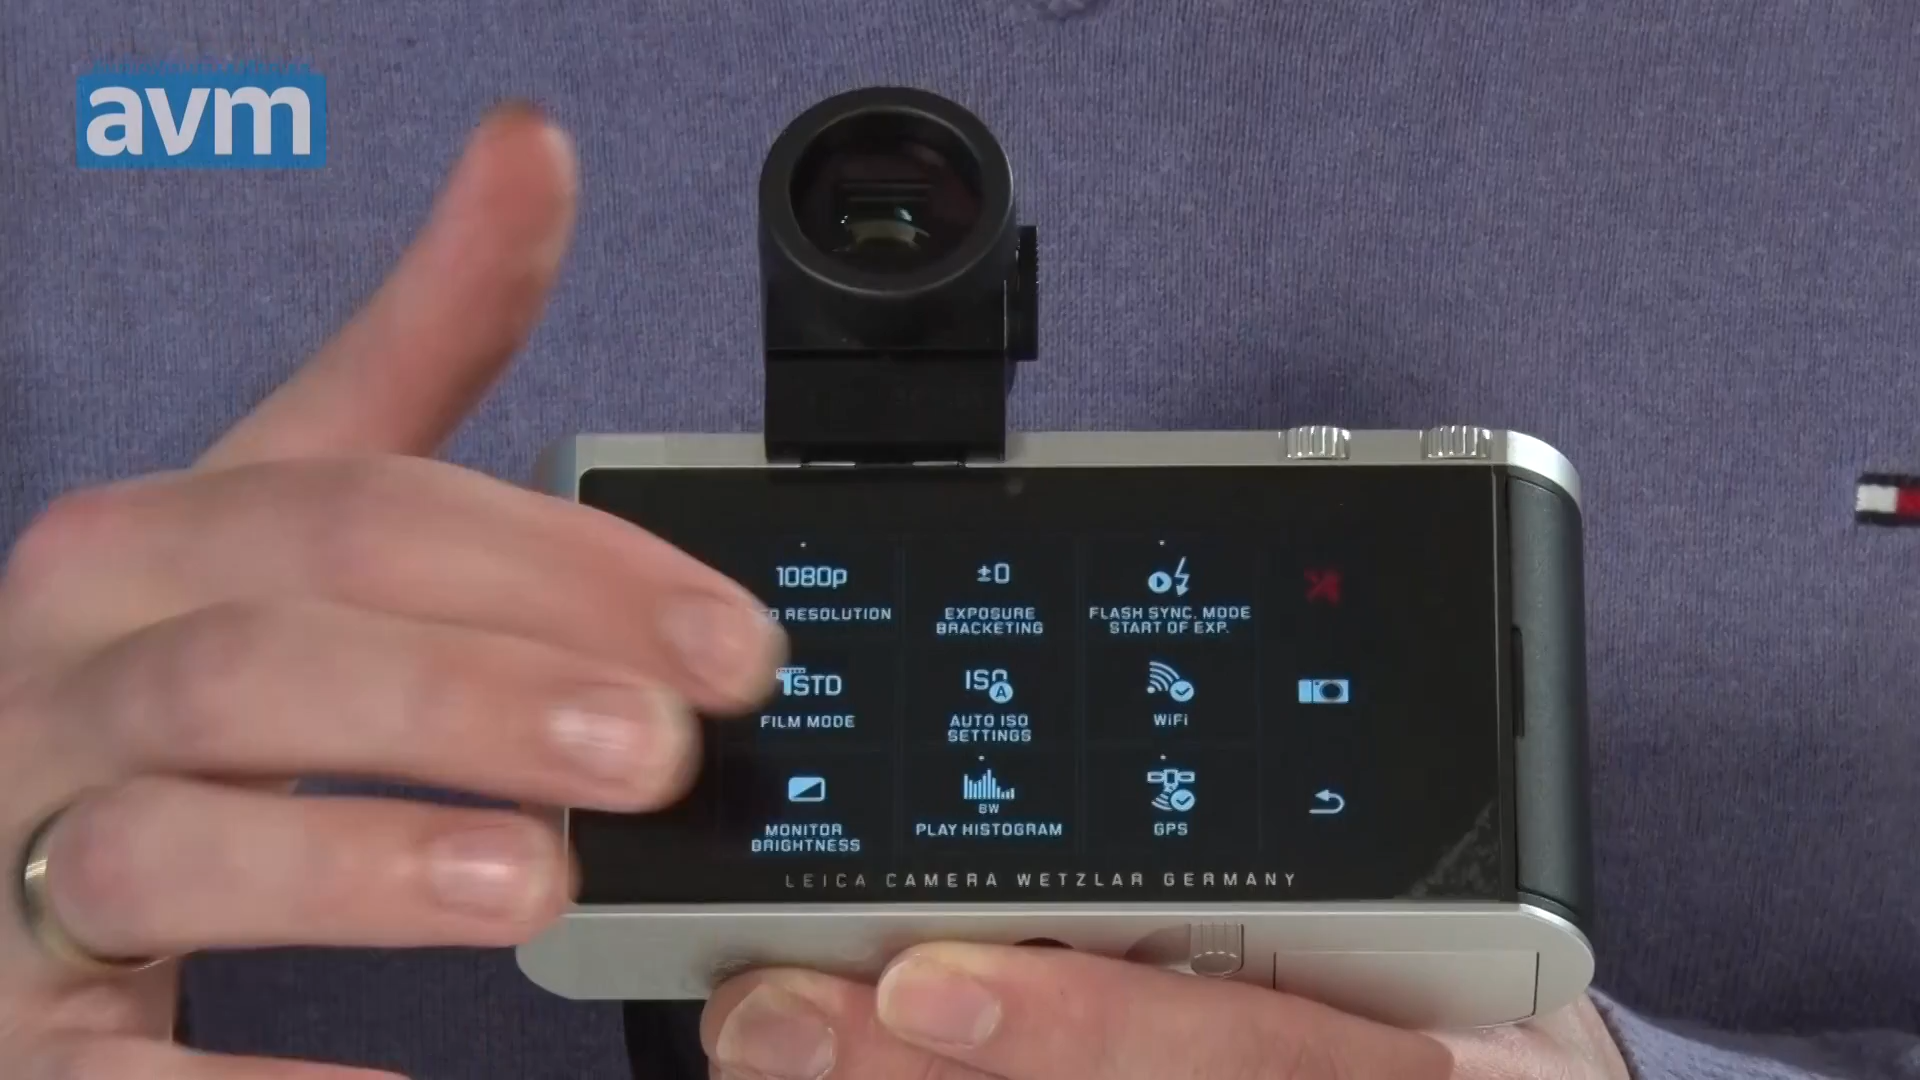 avm
1080p
±0
RESOLUTION
EXPOSURE
BRACKETING
FLASH SYNC. MODE
START OF EXP.
STD
ISO
A
FILM MODE
AUTO ISO
SETTINGS
WiFi
BW
MONITOR
BRIGHTNESS
PLAY HISTOGRAM
GPS
LEICA CAMERA WETZLAR GERMANY